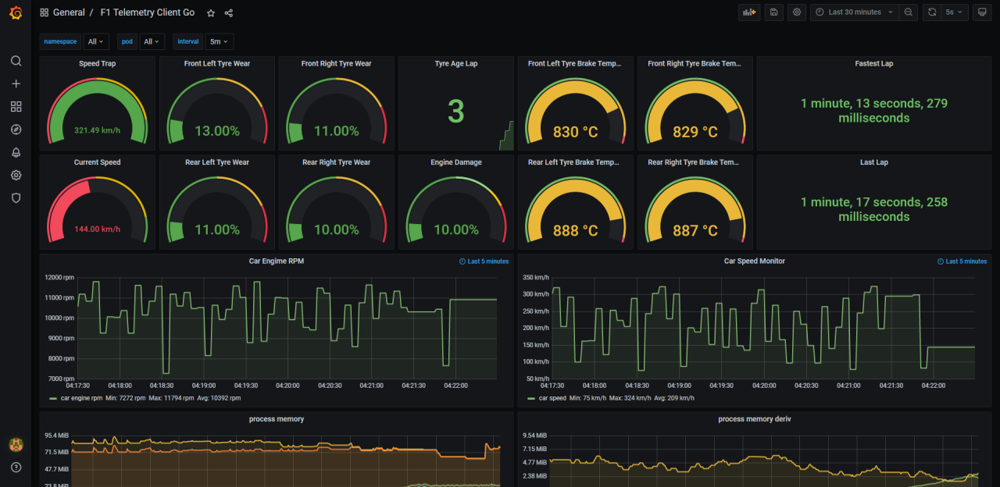 General / F1 Telemetry Client Go
Last 30 minutes
5s
namespace All pod All interval 5m
Speed Trap
321.49 km/h
Front Left Tyre Wear
13.00%
Front Right Tyre Wear
11.00%
Tyre Age Lap
3
Front Left Tyre Brake Temp...
830 °C
Front Right Tyre Brake Tem...
829 °C
Fastest Lap
1 minute, 13 seconds, 279
milliseconds
Current Speed
144.00 km/h
Rear Left Tyre Wear
11.00%
Rear Right Tyre Wear
10.00%
Engine Damage
10.00%
Rear Left Tyre Brake Temp...
888 °C
Rear Right Tyre Brake Tem...
887 °C
Last Lap
1 minute, 17 seconds, 258
milliseconds
Car Engine RPM
Last 5 minutes
12000 rpm
11000 rpm
10000 rpm
9000 rpm
8000 rpm
7000 rpm
04:17:30 04:18:00 04:18:30 04:19:00 04:19:30 04:20:00 04:20:30 04:21:00 04:21:30 04:22:00
car engine rpm Min: 7272 rpm Max: 11794 rpm Avg: 10392 rpm
Car Speed Monitor
Last 5 minutes
350 km/h
300 km/h
250 km/h
200 km/h
150 km/h
100 km/h
50 km/h
04:17:30 04:18:00 04:18:30 04:19:00 04:19:30 04:20:00 04:20:30 04:21:00 04:21:30 04:22:00
car speed Min: 75 km/h Max: 324 km/h Avg: 209 km/h
process memory
95.4 MiB
71.5 MiB
47.7 MiB
23.8 MiB
process memory deriv
9.54 MiB
7.15 MiB
4.77 MiB
2.38 MiB